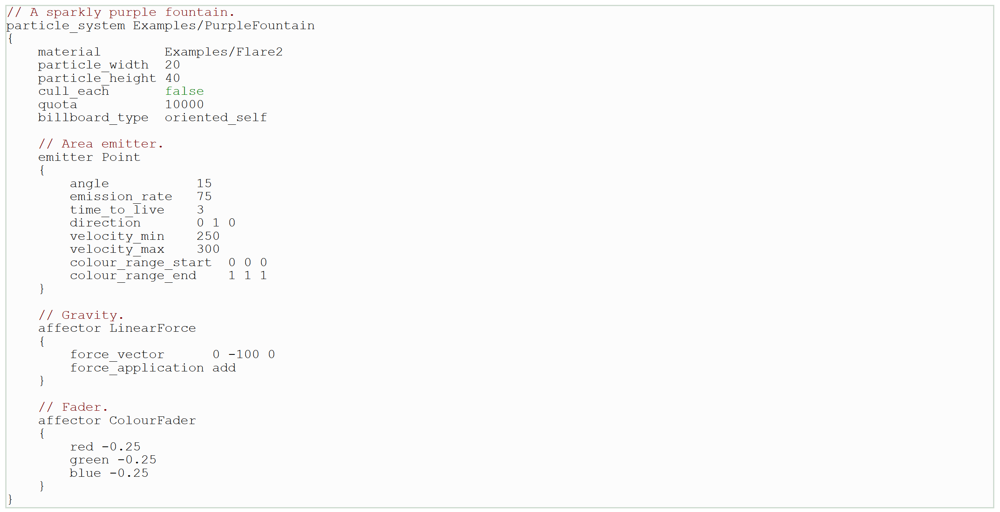 // A sparkly purple fountain.
particle_system Examples/PurpleFountain
{
    material        Examples/Flare2
    particle_width  20
    particle_height 40
    cull_each       false
    quota           10000
    billboard_type  oriented_self

    // Area emitter.
    emitter Point
    {
        angle           15
        emission_rate   75
        time_to_live    3
        direction       0 1 0
        velocity_min    250
        velocity_max    300
        colour_range_start  0 0 0
        colour_range_end    1 1 1
    }

    // Gravity.
    affector LinearForce
    {
        force_vector      0 -100 0
        force_application add
    }

    // Fader.
    affector ColourFader
    {
        red -0.25
        green -0.25
        blue -0.25
    }
}